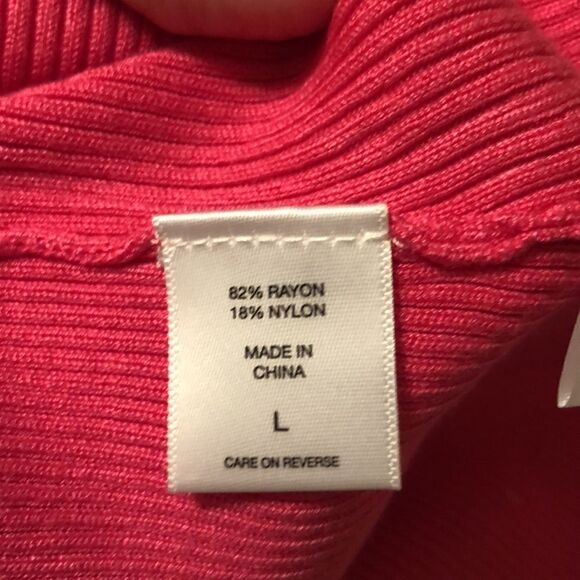 82% RAYON
18% NYLON
MADE IN
CHINA
L
CARE ON REVERSE